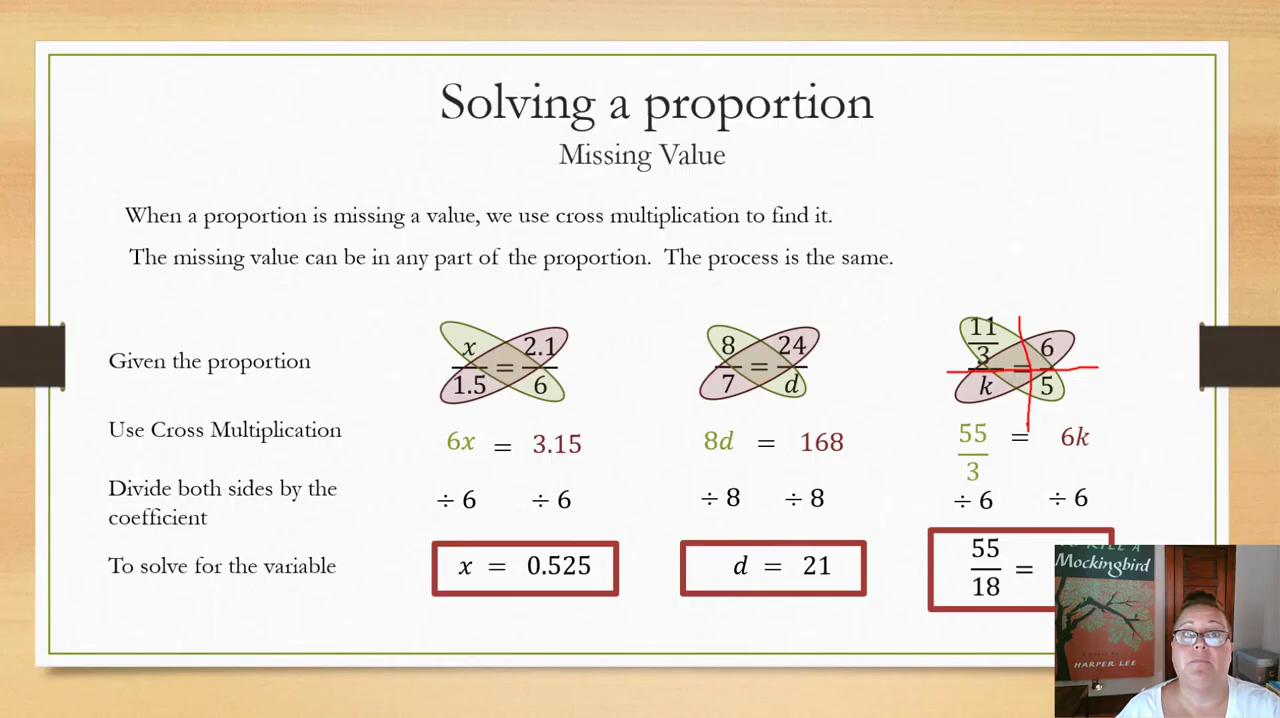 Solving a proportion
Missing Value
When a proportion is missing a value, we use cross multiplication to find it.
The missing value can be in any part of the proportion.  The process is the same.
Given the proportion
x/1.5 = 2.1/6
8/7 = 24/d
11/3/k = 6/5
Use Cross Multiplication
6x = 3.15
8d = 168
55/3 = 6k
Divide both sides by the
coefficient
÷ 6 ÷ 6
÷ 8 ÷ 8
÷ 6 ÷ 6
To solve for the variable
x = 0.525
d = 21
55/18 =
Mockingbird
HARPER LEE